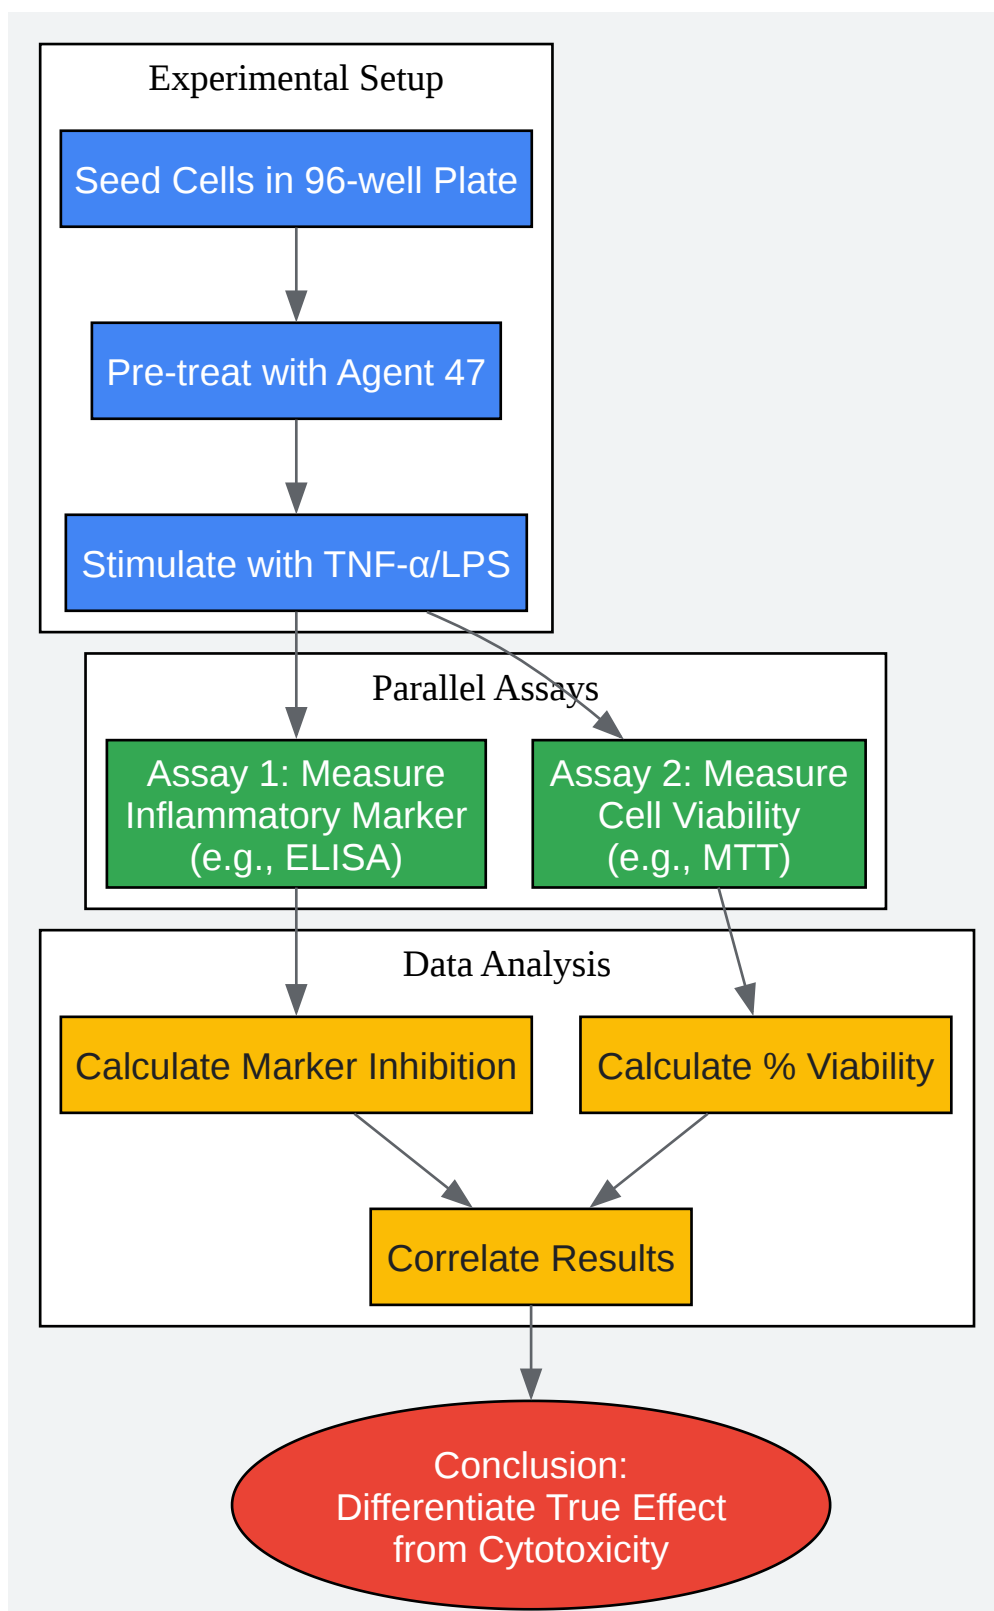 Experimental Setup
Seed Cells in 96-well Plate
Pre-treat with Agent 47
Stimulate with TNF-α/LPS
Parallel Assays
Assay 1: Measure
Inflammatory Marker
(e.g., ELISA)
Assay 2: Measure
Cell Viability
(e.g., MTT)
Data Analysis
Calculate Marker Inhibition
Calculate % Viability
Correlate Results
Conclusion:
Differentiate True Effect
from Cytotoxicity